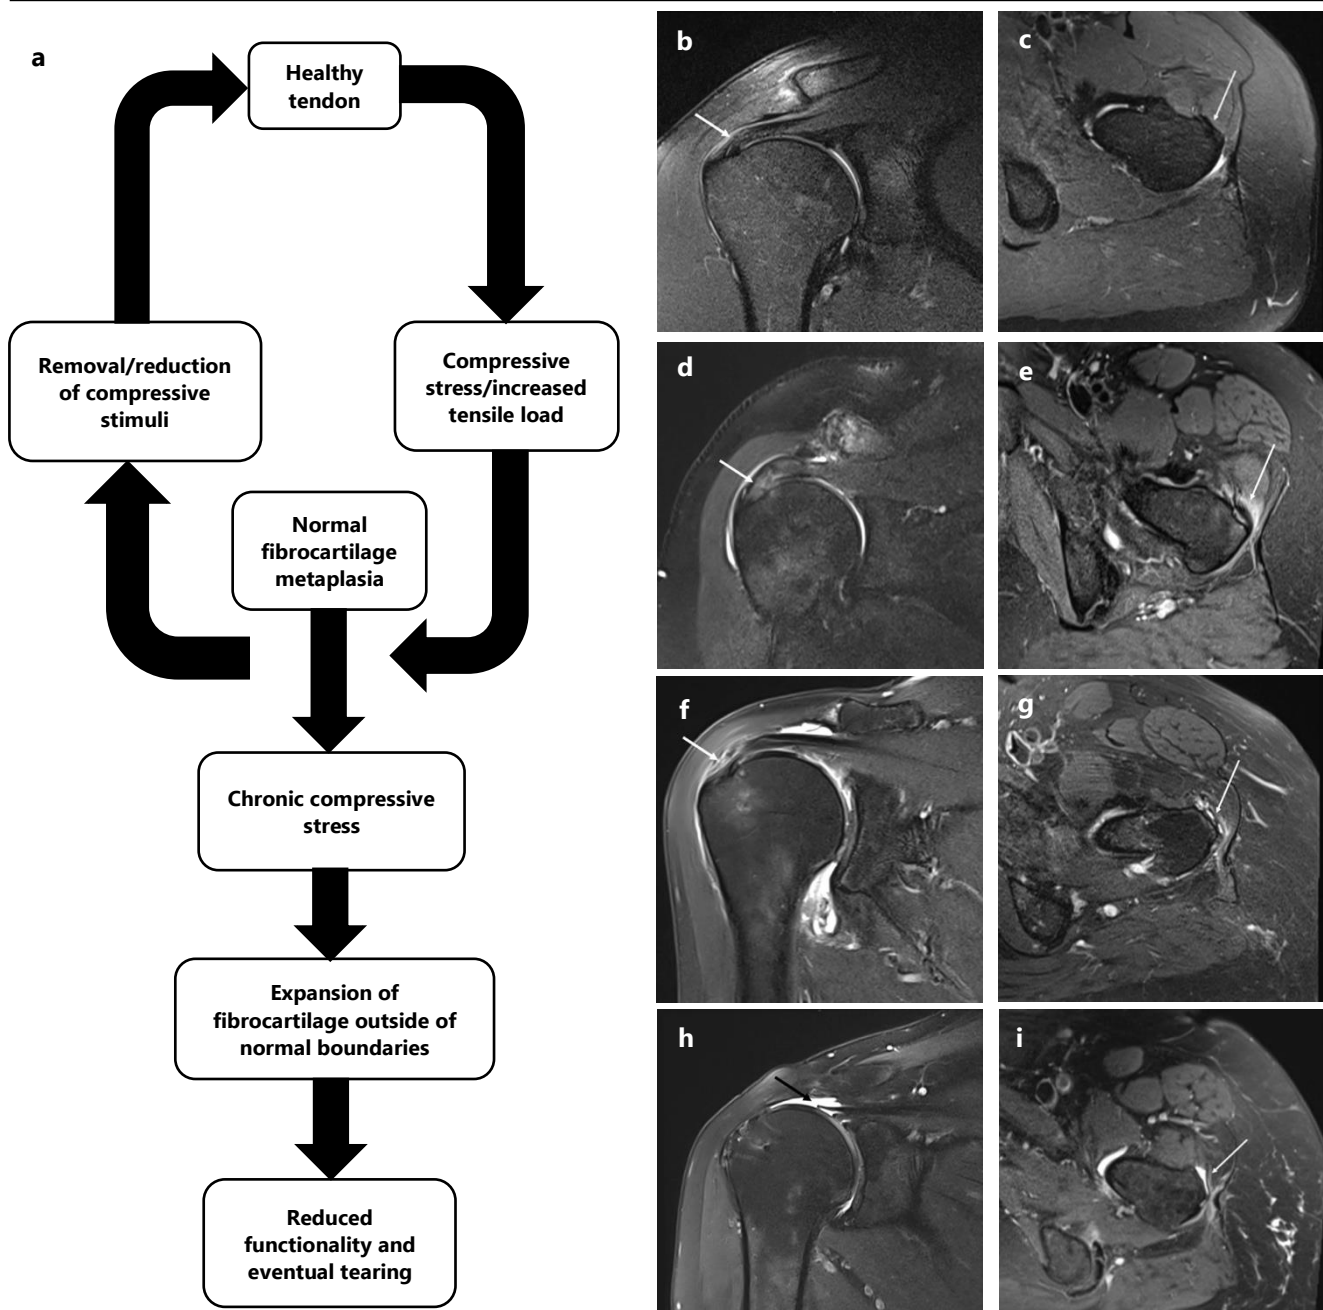 a
Healthy
tendon
Removal/reduction
of compressive
stimuli
Compressive
stress/increased
tensile load
Normal
fibrocartilage
metaplasia
Chronic compressive
stress
Expansion of
fibrocartilage outside of
normal boundaries
Reduced
functionality and
eventual tearing
b
c
d
e
f
g
h
i